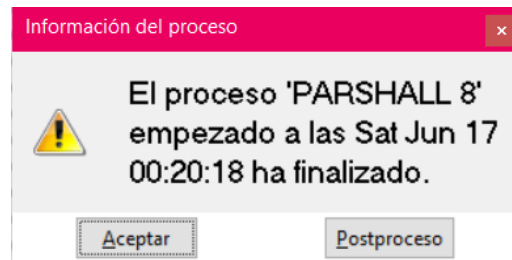 Información del proceso
El proceso 'PARSHALL 8'
empezado a las Sat Jun 17
00:20:18 ha finalizado.
Aceptar
Postproceso